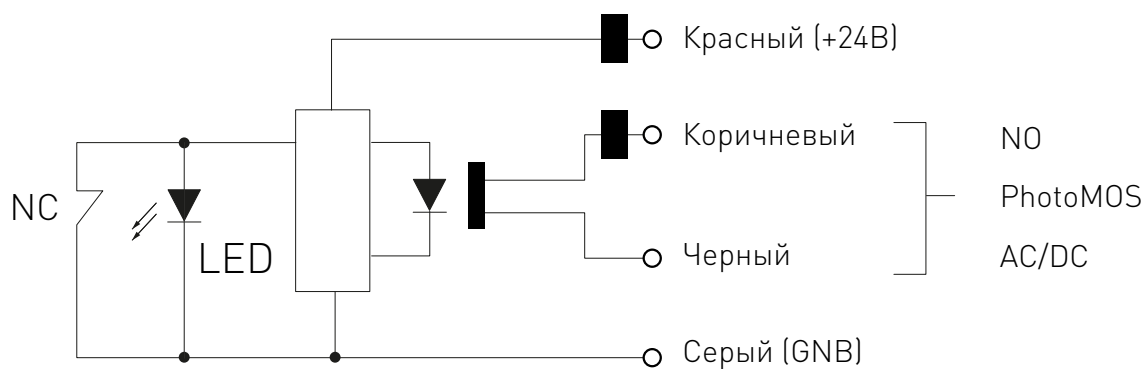 Красный (+24В)
Коричневый
NO
NC
PhotoMOS
LED
Черный
AC/DC
Серый (GNB)